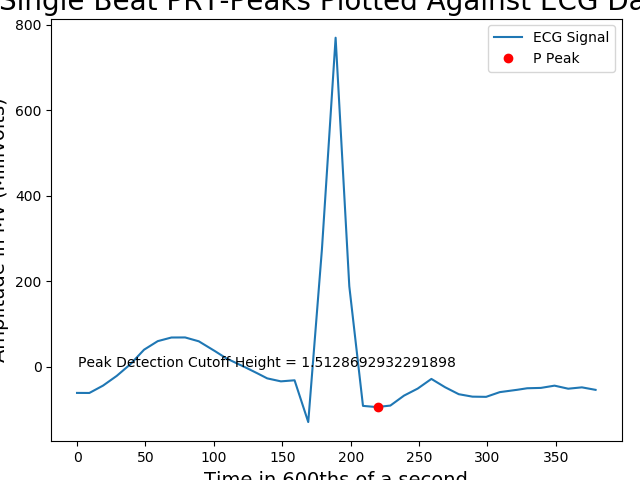 Single Beat PRT-Peaks Plotted Against ECG Da
ECG Signal
P Peak
800
600
400
200
0
Amplitude in MV (Millivolts)
Peak Detection Cutoff Height = 1.5128692932291898
0 50 100 150 200 250 300 350
Time in 600ths of a second